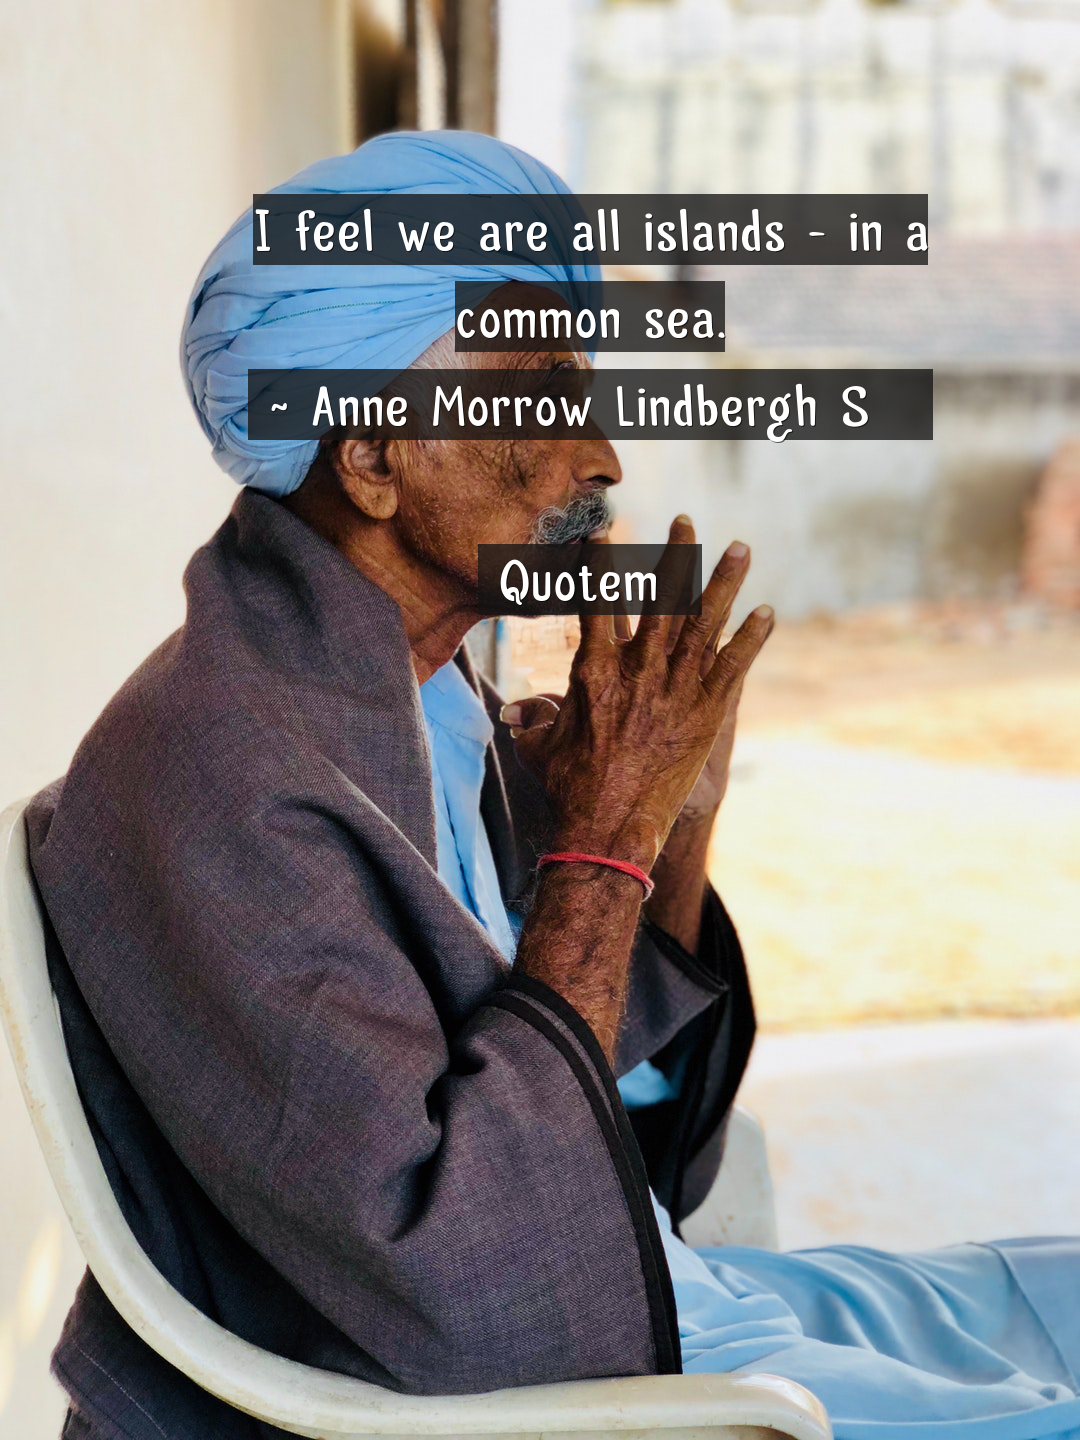 I feel we are all islands - in a
common sea.
~ Anne Morrow Lindbergh S
Quotem